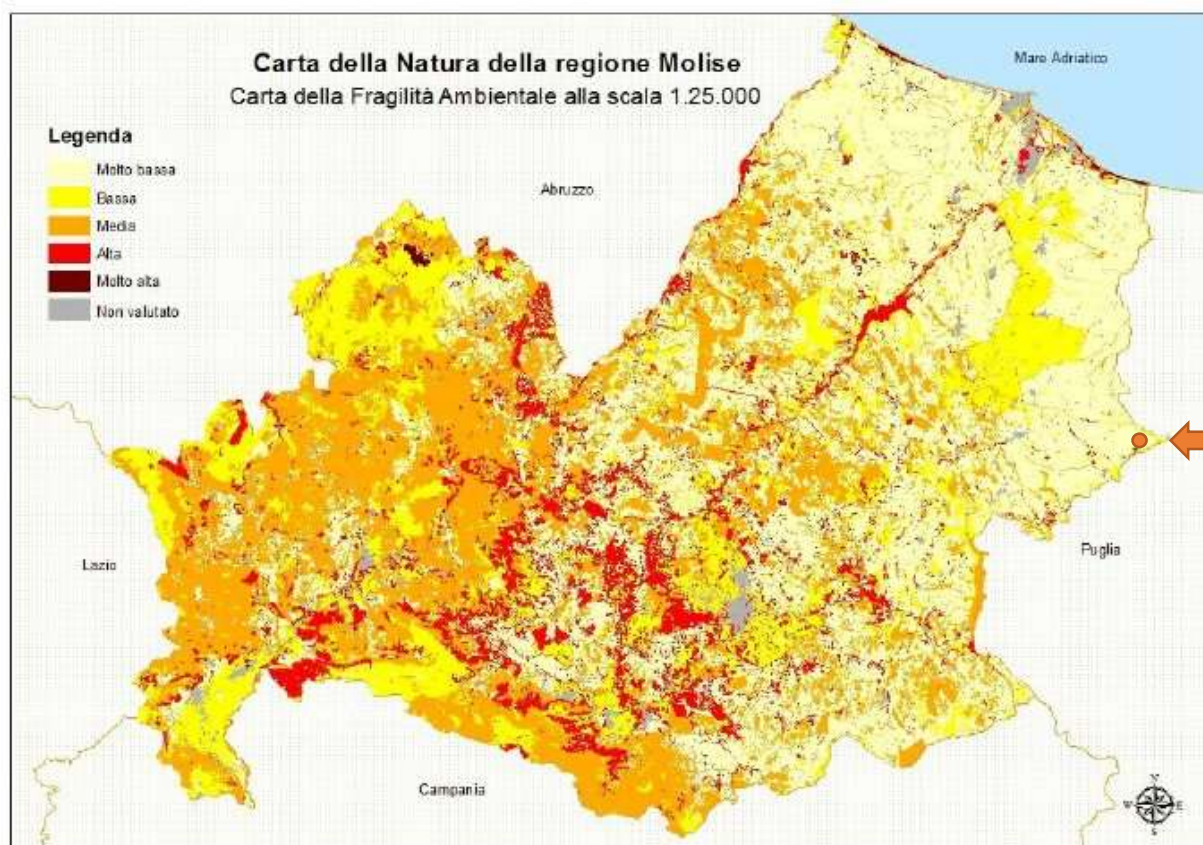 Carta della Natura della regione Molise
Carta della Fragilità Ambientale alla scala 1:25.000
Mare Adriatico
Legenda
Molto bassa
Bassa
Media
Alta
Molto alta
Non valutato
Abruzzo
Lazio
Puglia
Campania
N
W E
S